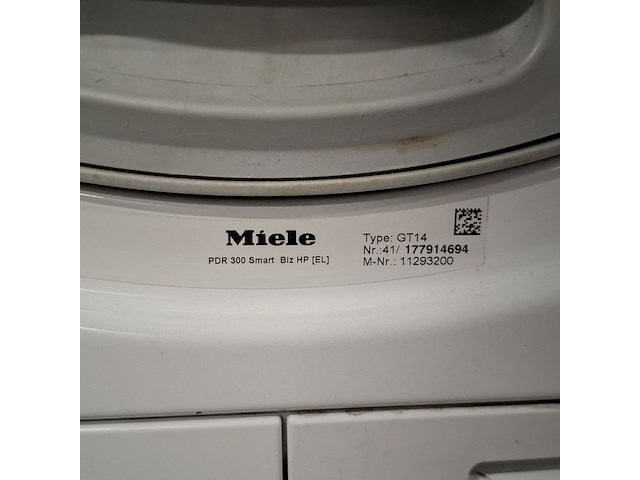 Miele
PDR 300 Smart Biz HP [EL]
Type: GT14
Nr.:41/ 177914694
M-Nr.: 11293200